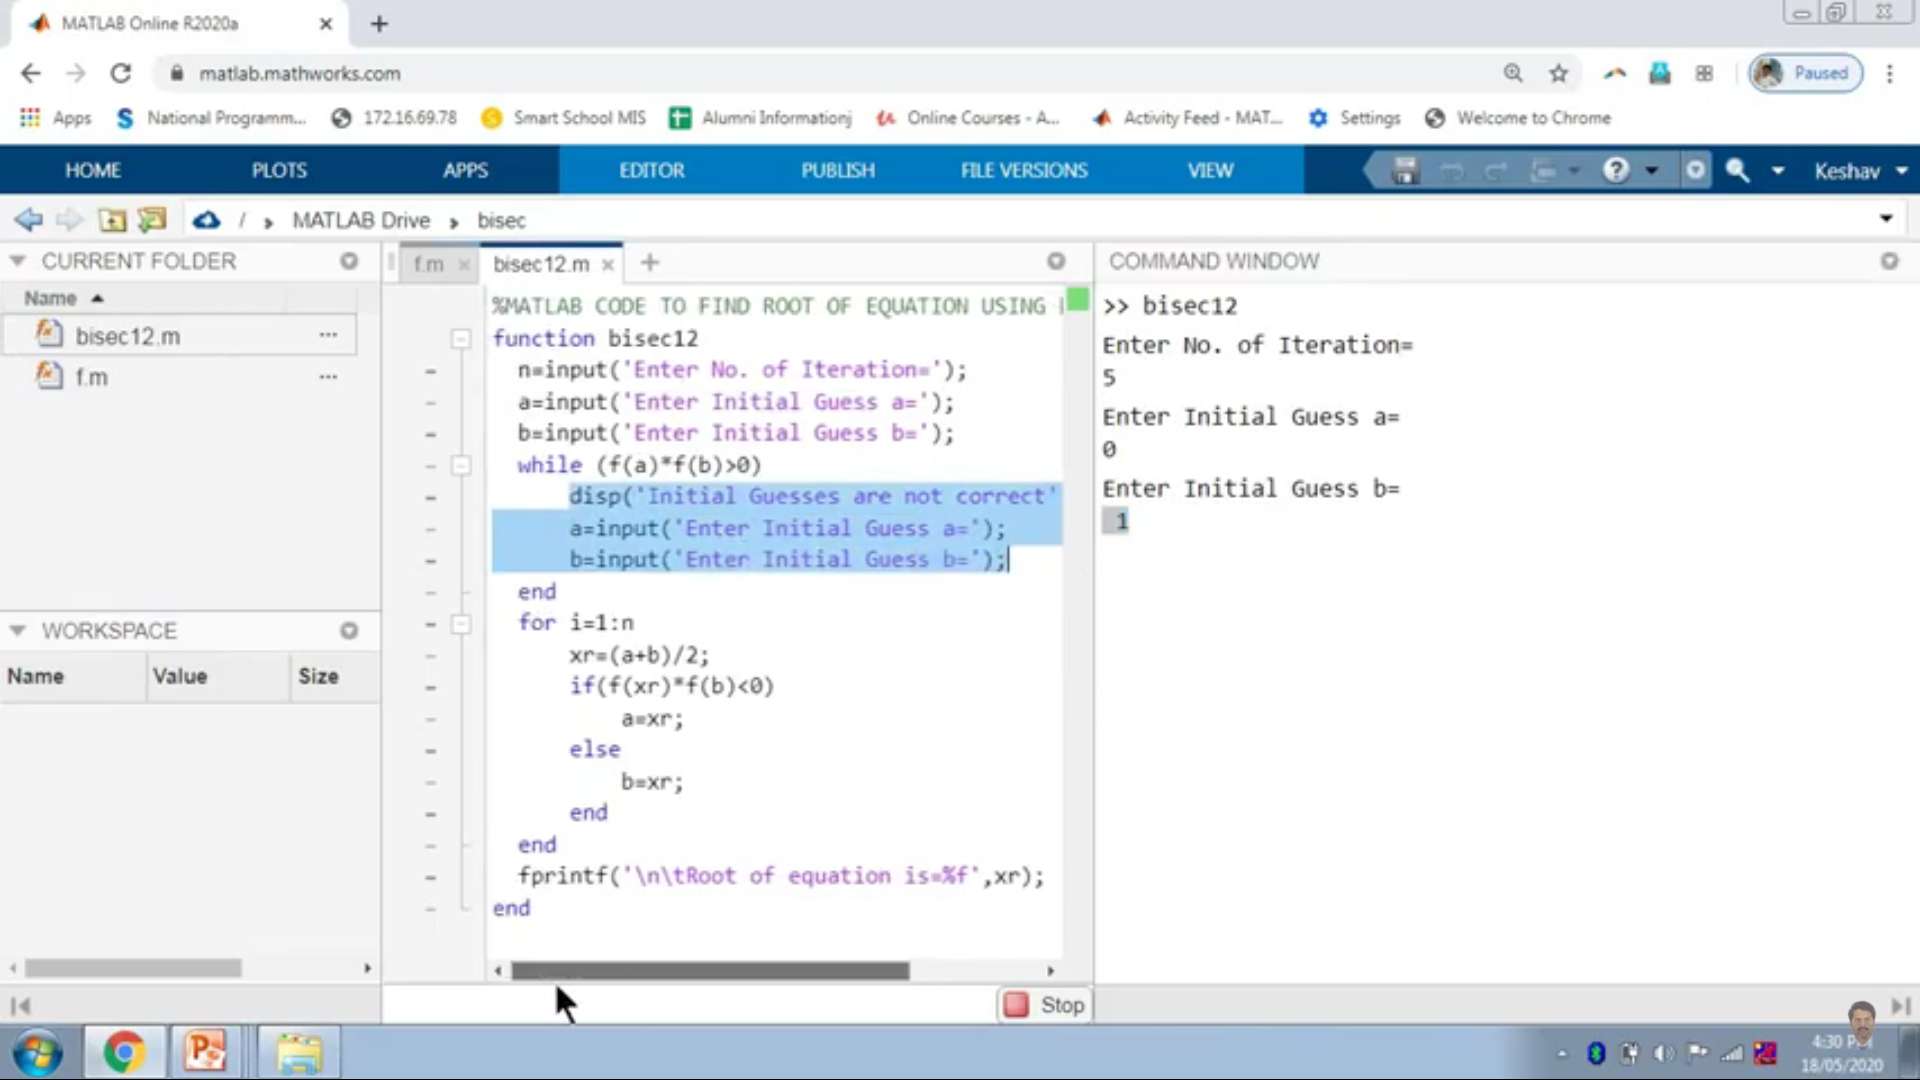 MATLAB Online R2020a
matlab.mathworks.com
Paused
Apps National Programm... 172.16.69.78 Smart School MIS Alumni Informationj Online Courses - A... Activity Feed - MAT... Settings Welcome to Chrome
HOME PLOTS APPS EDITOR PUBLISH FILE VERSIONS VIEW Keshav
/ MATLAB Drive bisec
CURRENT FOLDER
Name
bisec12.m
f.m
WORKSPACE
Name Value Size
f.m bisec12.m
%MATLAB CODE TO FIND ROOT OF EQUATION USING
function bisec12
n=input('Enter No. of Iteration=');
a=input('Enter Initial Guess a=');
b=input('Enter Initial Guess b=');
while (f(a)*f(b)>0)
disp('Initial Guesses are not correct'
a=input('Enter Initial Guess a=');
b=input('Enter Initial Guess b=');
end
for i=1:n
xr=(a+b)/2;
if(f(xr)*f(b)<0)
a=xr;
else
b=xr;
end
end
fprintf('\n\tRoot of equation is=%f',xr);
end
Stop
COMMAND WINDOW
>> bisec12
Enter No. of Iteration=
5
Enter Initial Guess a=
0
Enter Initial Guess b=
1
4:30 PM
18/05/2020